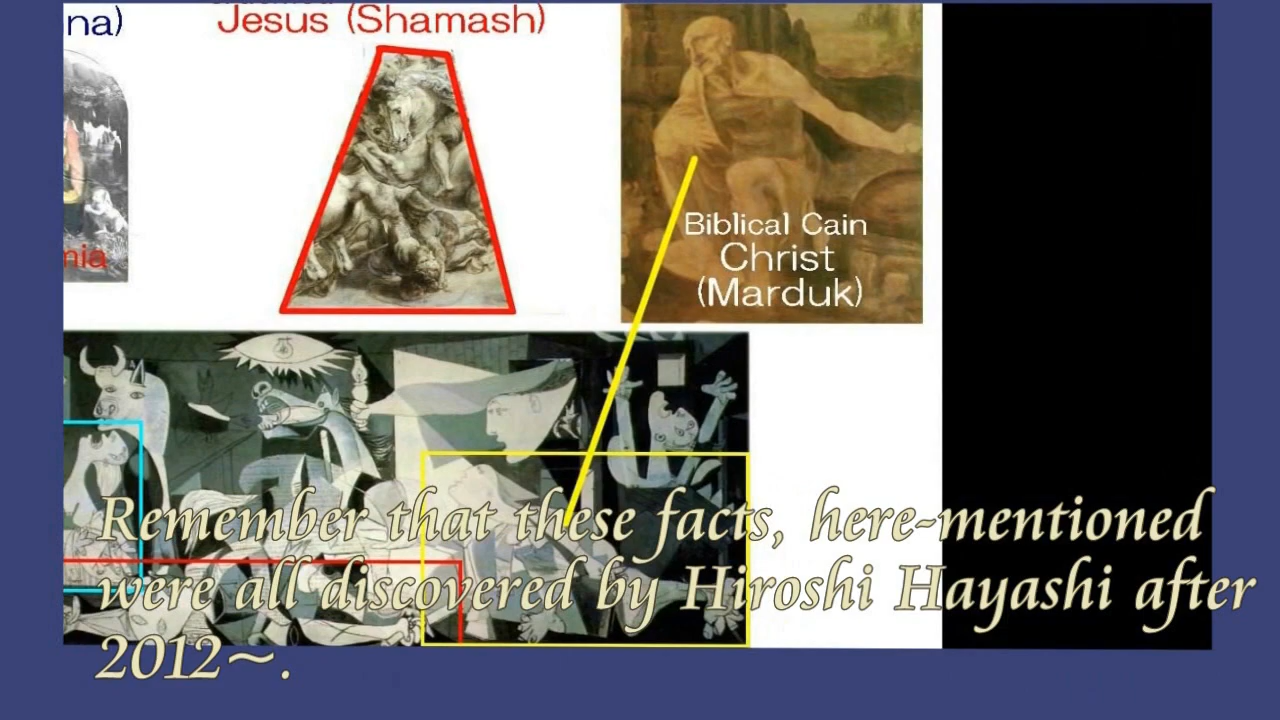 na)
Jesus (Shamash)
Biblical Cain
Christ
(Marduk)
nia
Remember that these facts, here-mentioned
were all discovered by Hiroshi Hayashi after
2012~.